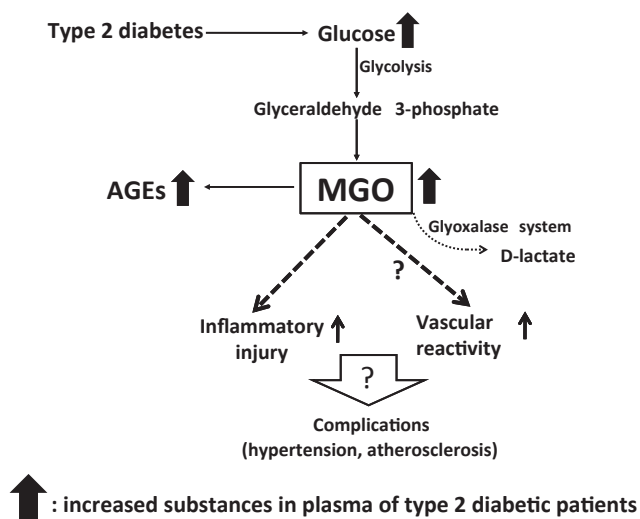 Type 2 diabetes
Glucose
Glycolysis
Glyceraldehyde 3-phosphate
AGEs
MGO
Glyoxalase system
D-lactate
?
Inflammatory
injury
Vascular
reactivity
?
Complications
(hypertension, atherosclerosis)
: increased substances in plasma of type 2 diabetic patients